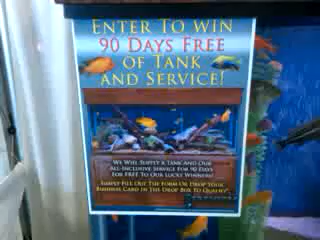 Enter To win
90 Days Free
of Tank
and Service!
We Will Supply A Tank And Our
All-Inclusive Service For 90 Days
For FREE To Our Lucky Winners!
Simply Fill Out The Form Or Drop Your
Business Card In The Drop Box To Qualify*.